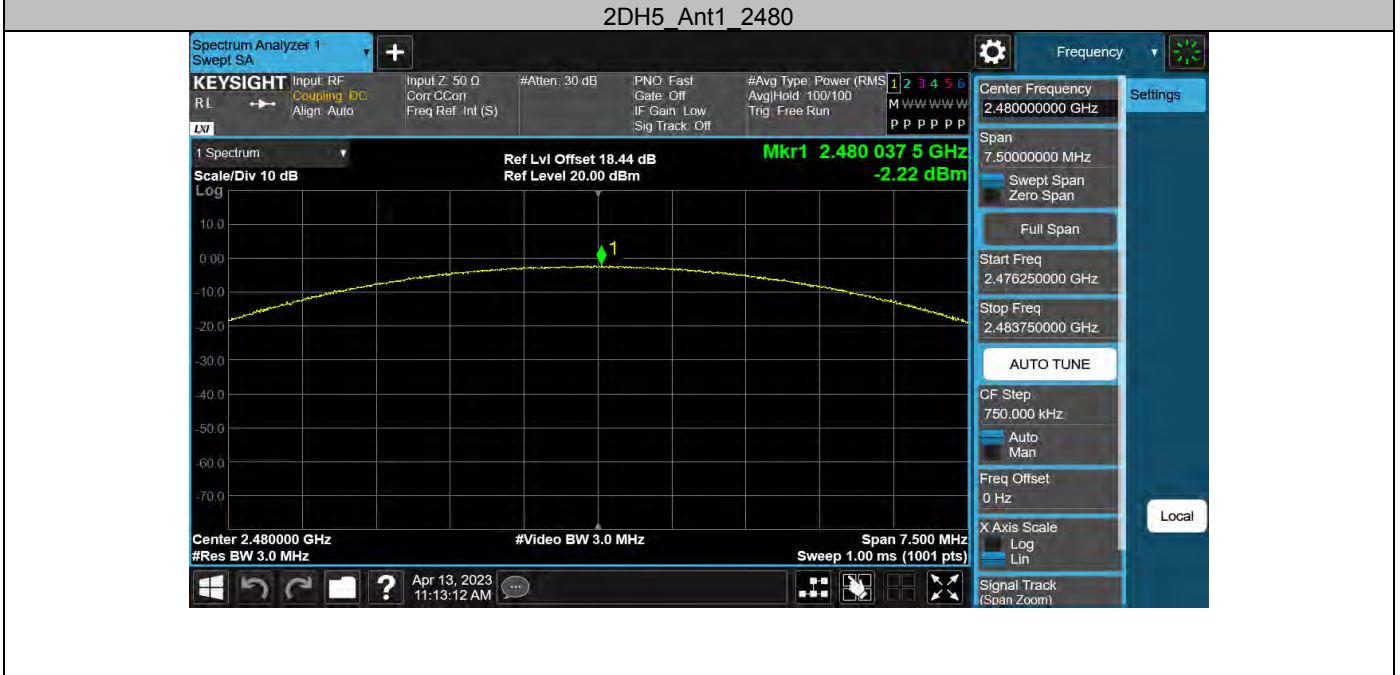 2DH5_Ant1_2480
Spectrum Analyzer 1
Swept SA
Frequency
KEYSIGHT
RL
LXI
Input: RF
Coupling: DC
Align: Auto
Input Z: 50 Ω
Corr CCorr
Freq Ref: Int (S)
#Atten: 30 dB
PNO: Fast
Gate: Off
IF Gain: Low
Sig Track: Off
#Avg Type: Power (RMS
Avg|Hold: 100/100
Trig: Free Run
1 2 3 4 5 6
M W W W W W
P P P P P P
1 Spectrum
Scale/Div 10 dB
Log
Ref Lvl Offset 18.44 dB
Ref Level 20.00 dBm
Mkr1 2.480 037 5 GHz
-2.22 dBm
10.0
0.00
-10.0
-20.0
-30.0
-40.0
-50.0
-60.0
-70.0
1
Center 2.480000 GHz
#Res BW 3.0 MHz
#Video BW 3.0 MHz
Span 7.500 MHz
Sweep 1.00 ms (1001 pts)
?
Apr 13, 2023
11:13:12 AM
Center Frequency
2.480000000 GHz
Settings
Span
7.50000000 MHz
Swept Span
Zero Span
Full Span
Start Freq
2.476250000 GHz
Stop Freq
2.483750000 GHz
AUTO TUNE
CF Step
750.000 kHz
Auto
Man
Freq Offset
0 Hz
X Axis Scale
Log
Lin
Local
Signal Track
(Span Zoom)